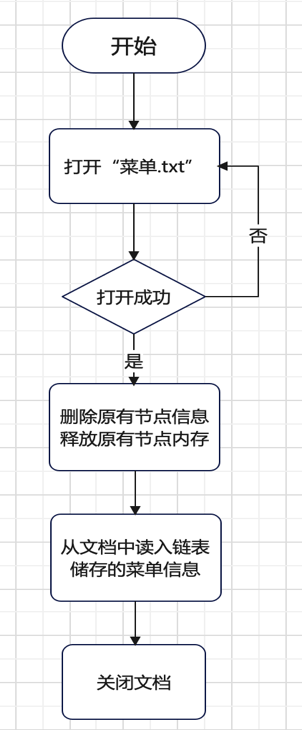 开始
打开“菜单.txt”
否
打开成功
是
删除原有节点信息
释放原有节点内存
从文档中读入链表
储存的菜单信息
关闭文档